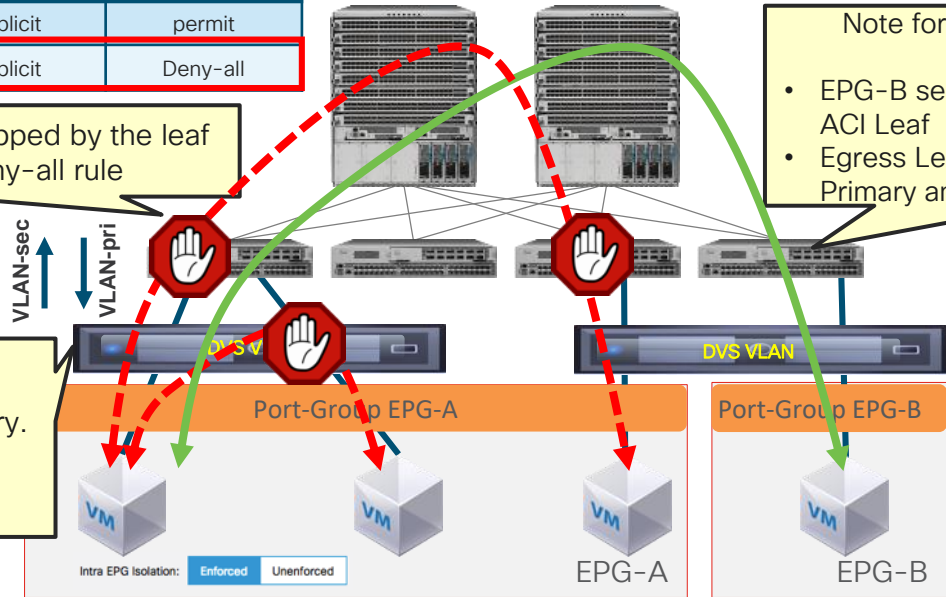 plicit permit
plicit Deny-all
Note for
• EPG-B se
ACI Leaf
• Egress Le
Primary an
pped by the leaf
ny-all rule
VLAN-sec
VLAN-pri
DVS V
DVS VLAN
ry.
Port-Group EPG-A
Port-Group EPG-B
VM
VM
VM
VM
Intra EPG Isolation: Enforced Unenforced
EPG-A
EPG-B